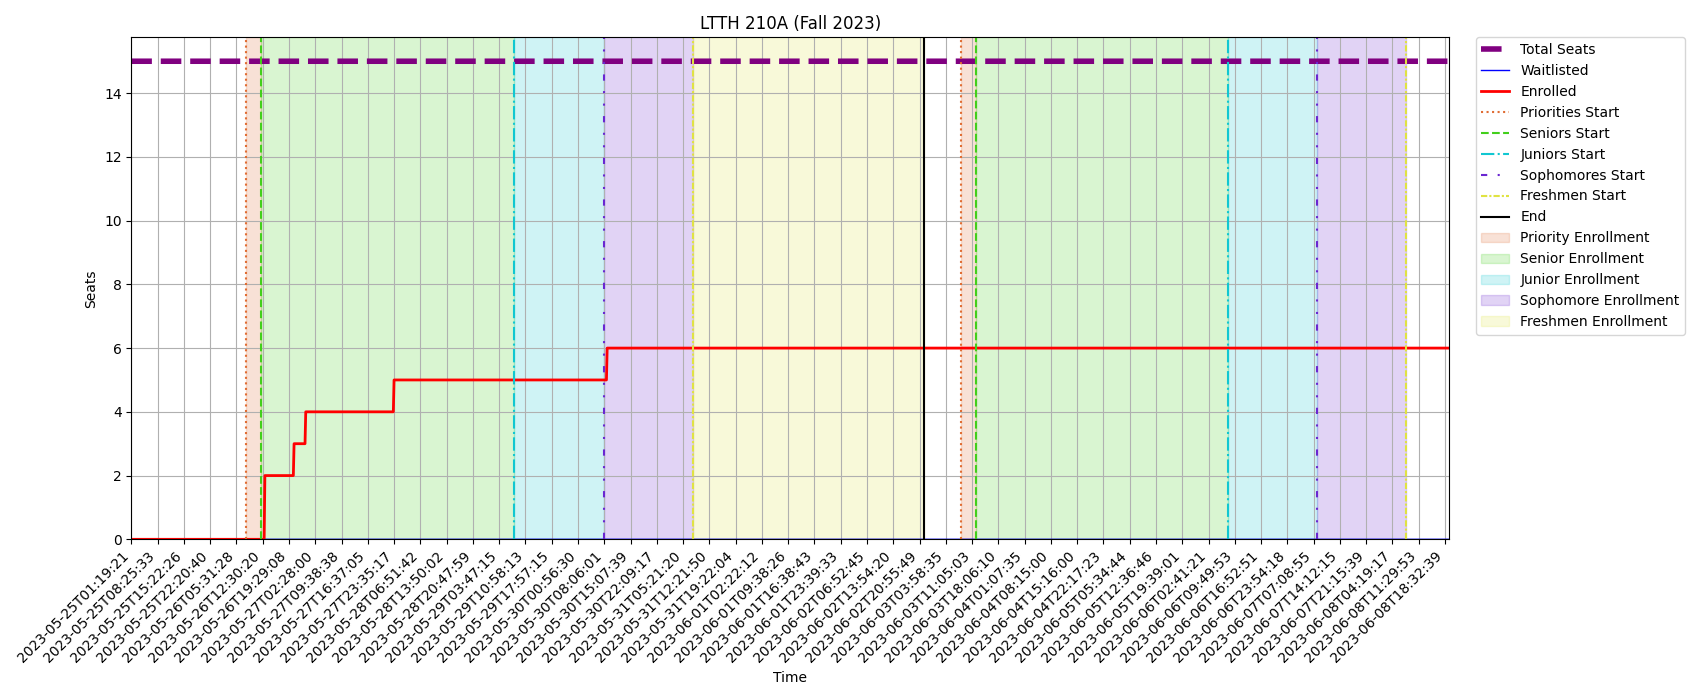 LTTH 210A (Fall 2023)
Seats
14
12
10
8
6
4
2
0
2023-05-25T01:19:21
2023-05-25T08:25:33
2023-05-25T15:22:26
2023-05-25T22:20:40
2023-05-26T05:31:28
2023-05-26T12:30:20
2023-05-26T19:29:08
2023-05-27T02:28:00
2023-05-27T09:38:38
2023-05-27T16:37:05
2023-05-27T23:35:17
2023-05-28T06:51:42
2023-05-28T13:50:02
2023-05-28T20:47:59
2023-05-29T03:47:15
2023-05-29T10:58:13
2023-05-29T17:57:15
2023-05-30T00:56:30
2023-05-30T08:06:01
2023-05-30T15:07:39
2023-05-30T22:09:17
2023-05-31T05:21:20
2023-05-31T12:21:50
2023-05-31T19:22:04
2023-06-01T02:22:12
2023-06-01T09:38:26
2023-06-01T16:38:43
2023-06-01T23:39:33
2023-06-02T06:52:45
2023-06-02T13:54:20
2023-06-02T20:55:49
2023-06-03T03:58:35
2023-06-03T11:05:03
2023-06-03T18:06:10
2023-06-04T01:07:35
2023-06-04T08:15:00
2023-06-04T15:16:00
2023-06-04T22:17:23
2023-06-05T05:34:44
2023-06-05T12:36:46
2023-06-05T19:39:01
2023-06-06T02:41:21
2023-06-06T09:49:53
2023-06-06T16:52:51
2023-06-06T23:54:18
2023-06-07T07:08:55
2023-06-07T14:12:15
2023-06-07T21:15:39
2023-06-08T04:19:17
2023-06-08T11:29:53
2023-06-08T18:32:39
Time
Total Seats
Waitlisted
Enrolled
Priorities Start
Seniors Start
Juniors Start
Sophomores Start
Freshmen Start
End
Priority Enrollment
Senior Enrollment
Junior Enrollment
Sophomore Enrollment
Freshmen Enrollment